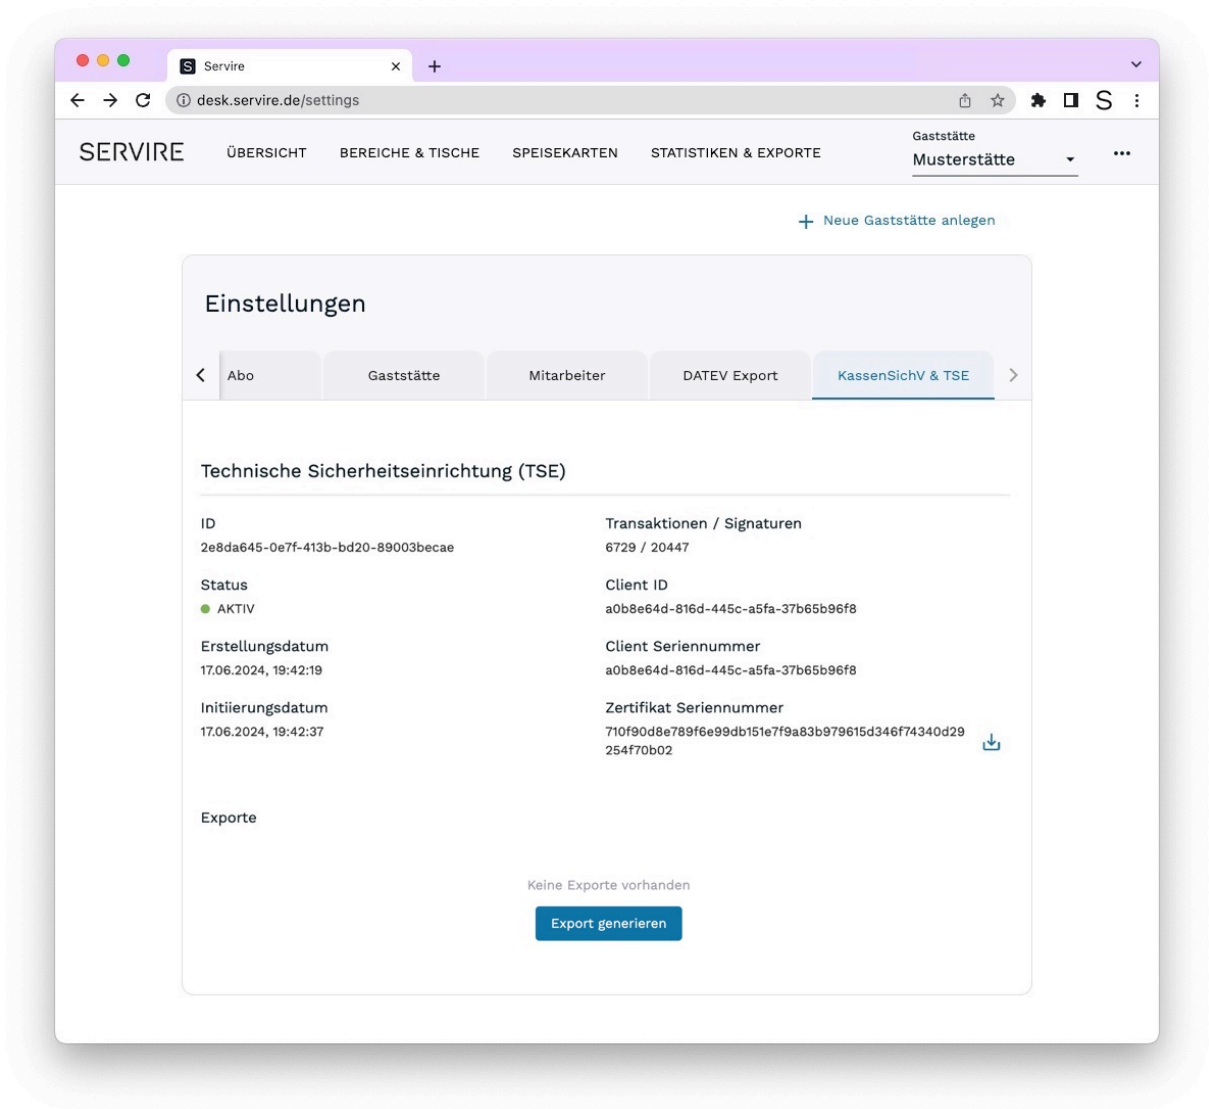 S Servire
desk.servire.de/settings
S
SERVIRE
ÜBERSICHT
BEREICHE & TISCHE
SPEISEKARTEN
STATISTIKEN & EXPORTE
Gaststätte
Musterstätte
Neue Gaststätte anlegen
Einstellungen
Abo
Gaststätte
Mitarbeiter
DATEV Export
KassenSichV & TSE
Technische Sicherheitseinrichtung (TSE)
ID
2e8da645-0e7f-413b-bd20-89003becae
Status
AKTIV
Erstellungsdatum
17.06.2024, 19:42:19
Initiierungsdatum
17.06.2024, 19:42:37
Transaktionen / Signaturen
6729 / 20447
Client ID
a0b8e64d-816d-445c-a5fa-37b65b96f8
Client Seriennummer
a0b8e64d-816d-445c-a5fa-37b65b96f8
Zertifikat Seriennummer
710f90d8e789f6e99db151e7f9a83b979615d346f74340d29
254f70b02
Exporte
Keine Exporte vorhanden
Export generieren